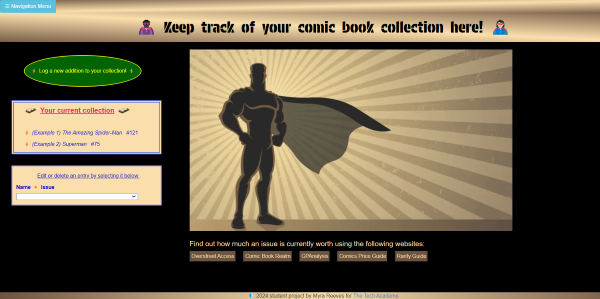 ☰ Navigation Menu
Keep track of your comic book collection here!
Log a new addition to your collection!
Your current collection
(Example 1) The Amazing Spider-Man #121
(Example 2) Superman #75
Edit or delete an entry by selecting it below.
Name Issue
Find out how much an issue is currently worth using the following websites:
Overstreet Access Comic Book Realm GPAnalysis Comics Price Guide Rarity Guide
2024 student project by Myra Reeves for The Tech Academy